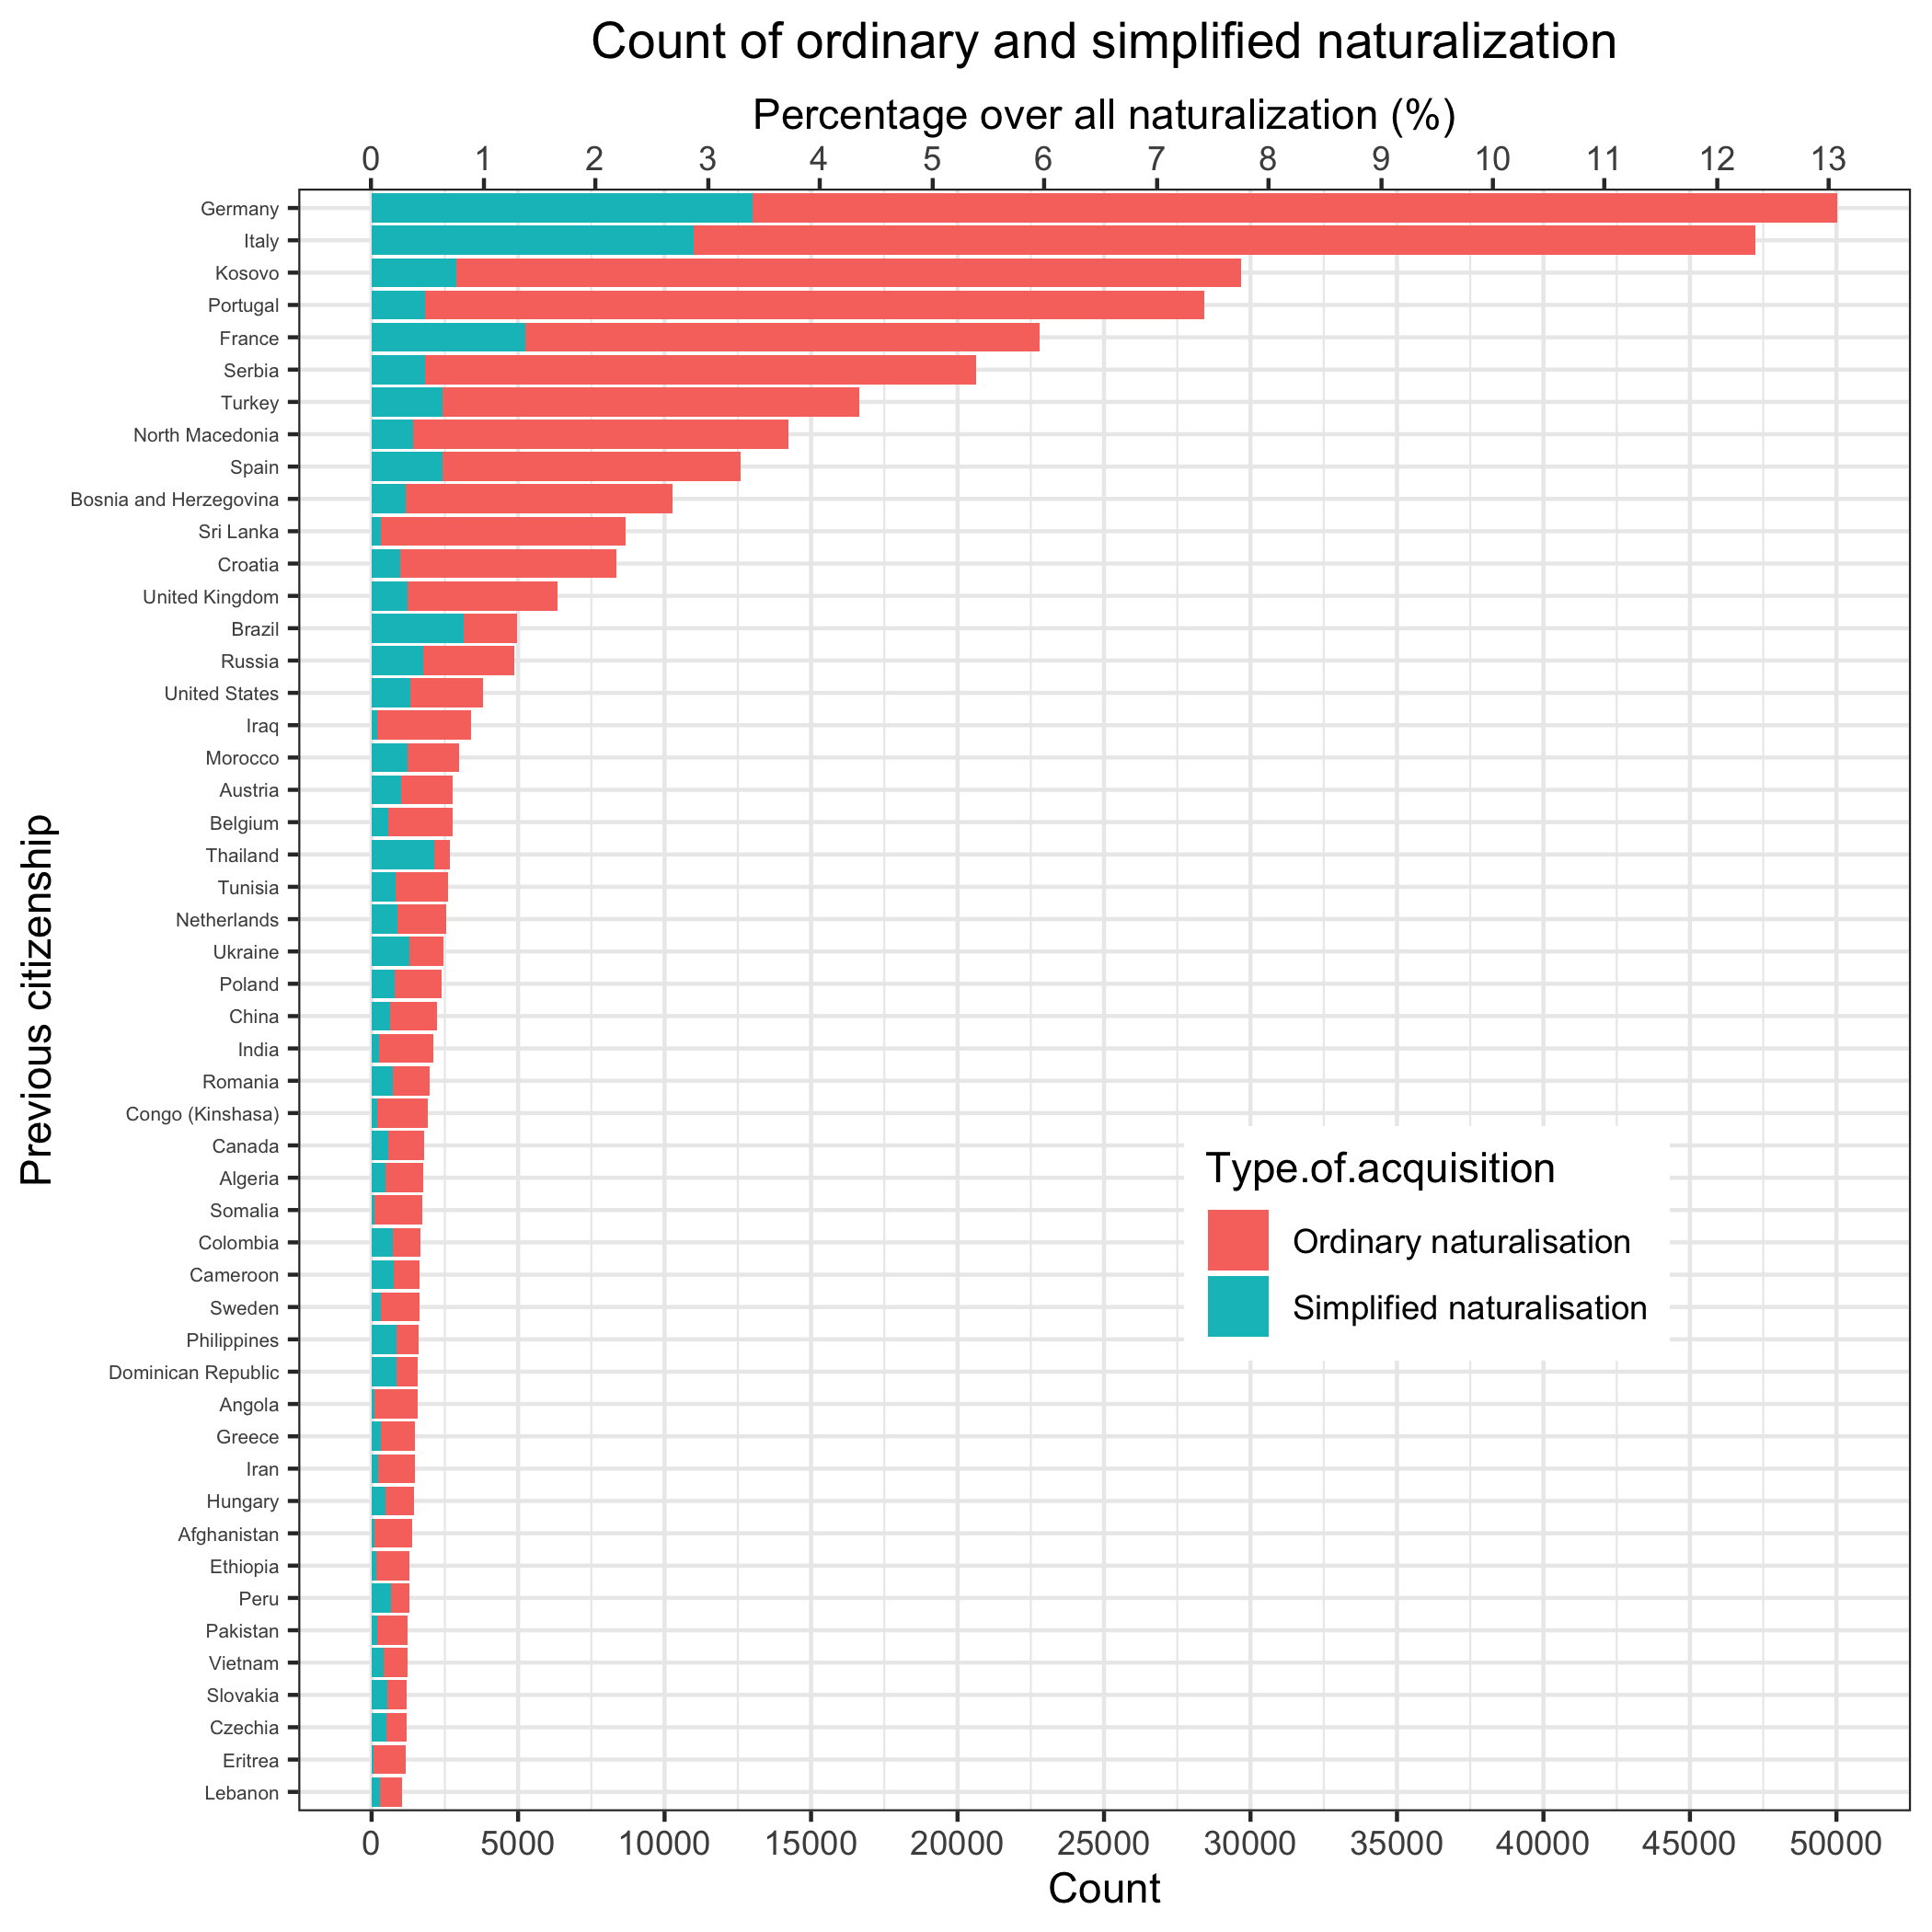 Count of ordinary and simplified naturalization
Percentage over all naturalization (%)
0 1 2 3 4 5 6 7 8 9 10 11 12 13
Previous citizenship
Germany
Italy
Kosovo
Portugal
France
Serbia
Turkey
North Macedonia
Spain
Bosnia and Herzegovina
Sri Lanka
Croatia
United Kingdom
Brazil
Russia
United States
Iraq
Morocco
Austria
Belgium
Thailand
Tunisia
Netherlands
Ukraine
Poland
China
India
Romania
Congo (Kinshasa)
Canada
Algeria
Somalia
Colombia
Cameroon
Sweden
Philippines
Dominican Republic
Angola
Greece
Iran
Hungary
Afghanistan
Ethiopia
Peru
Pakistan
Vietnam
Slovakia
Czechia
Eritrea
Lebanon
Type.of.acquisition
Ordinary naturalisation
Simplified naturalisation
0 5000 10000 15000 20000 25000 30000 35000 40000 45000 50000
Count